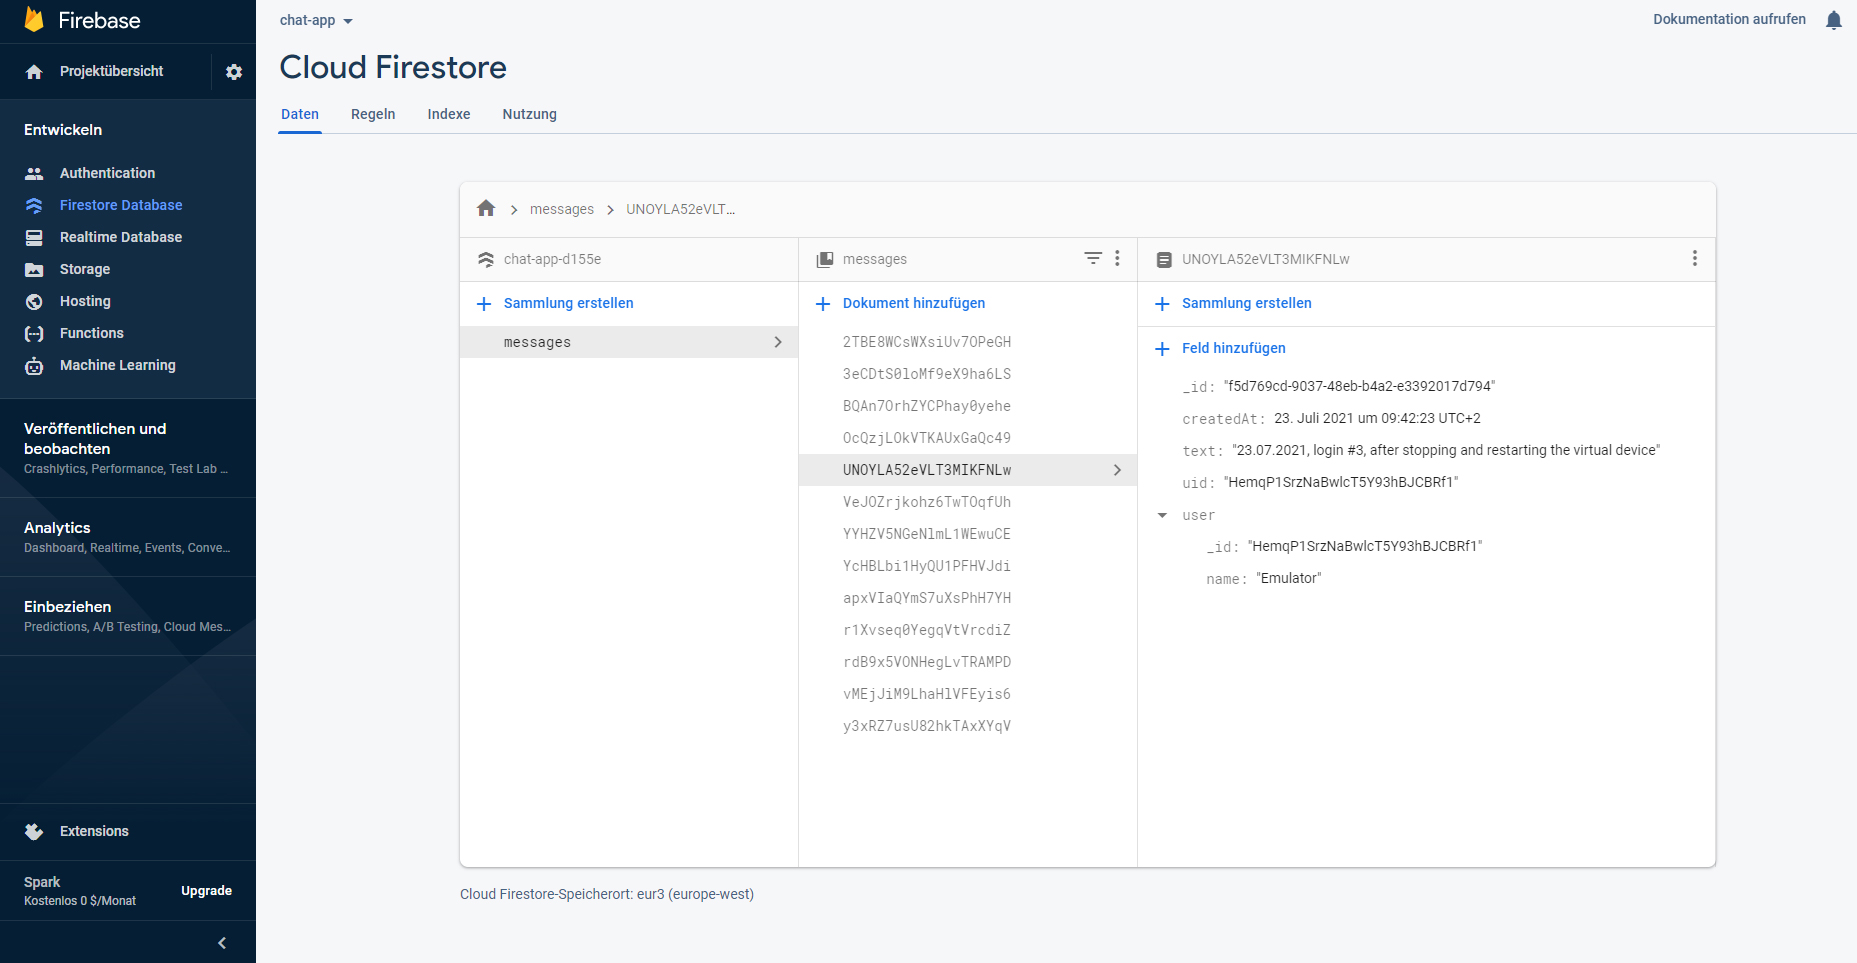 Firebase
Projektübersicht
Entwickeln
Authentication
Firestore Database
Realtime Database
Storage
Hosting
Functions
Machine Learning
Veröffentlichen und
beobachten
Crashlytics, Performance, Test Lab ...
Analytics
Dashboard, Realtime, Events, Conve...
Einbeziehen
Predictions, A/B Testing, Cloud Mes...
Extensions
Spark
Kostenlos 0 $/Monat
Upgrade
chat-app
Dokumentation aufrufen
Cloud Firestore
Daten Regeln Indexe Nutzung
messages UNOYLA52eVLT...
chat-app-d155e
Sammlung erstellen
messages
messages
Dokument hinzufügen
2TBE8WCsWXsiUv7OPeGH
3eCDtS0loMf9eX9ha6LS
BQAn7OrhZYCPhay0yehe
OcQzjLOkVTKAUxGaQc49
UNOYLA52eVLT3MIKFNLw
VeJOZrjkohz6TwTOqfUh
YYHZV5NGeNlmL1WEwuCE
YcHBLbi1HyQU1PFHVJdi
apxVIaQYmS7uXsPhH7YH
r1Xvseq0YegqVtVrcdiZ
rdB9x5VONHegLvTRAMPD
vMEjJiM9LhaHlVFEyis6
y3xRZ7usU82hkTAxXYqV
UNOYLA52eVLT3MIKFNLw
Sammlung erstellen
Feld hinzufügen
_id: "f5d769cd-9037-48eb-b4a2-e3392017d794"
createdAt: 23. Juli 2021 um 09:42:23 UTC+2
text: "23.07.2021, login #3, after stopping and restarting the virtual device"
uid: "HemqP1SrzNaBwlcT5Y93hBJCBRf1"
user
_id: "HemqP1SrzNaBwlcT5Y93hBJCBRf1"
name: "Emulator"
Cloud Firestore-Speicherort: eur3 (europe-west)